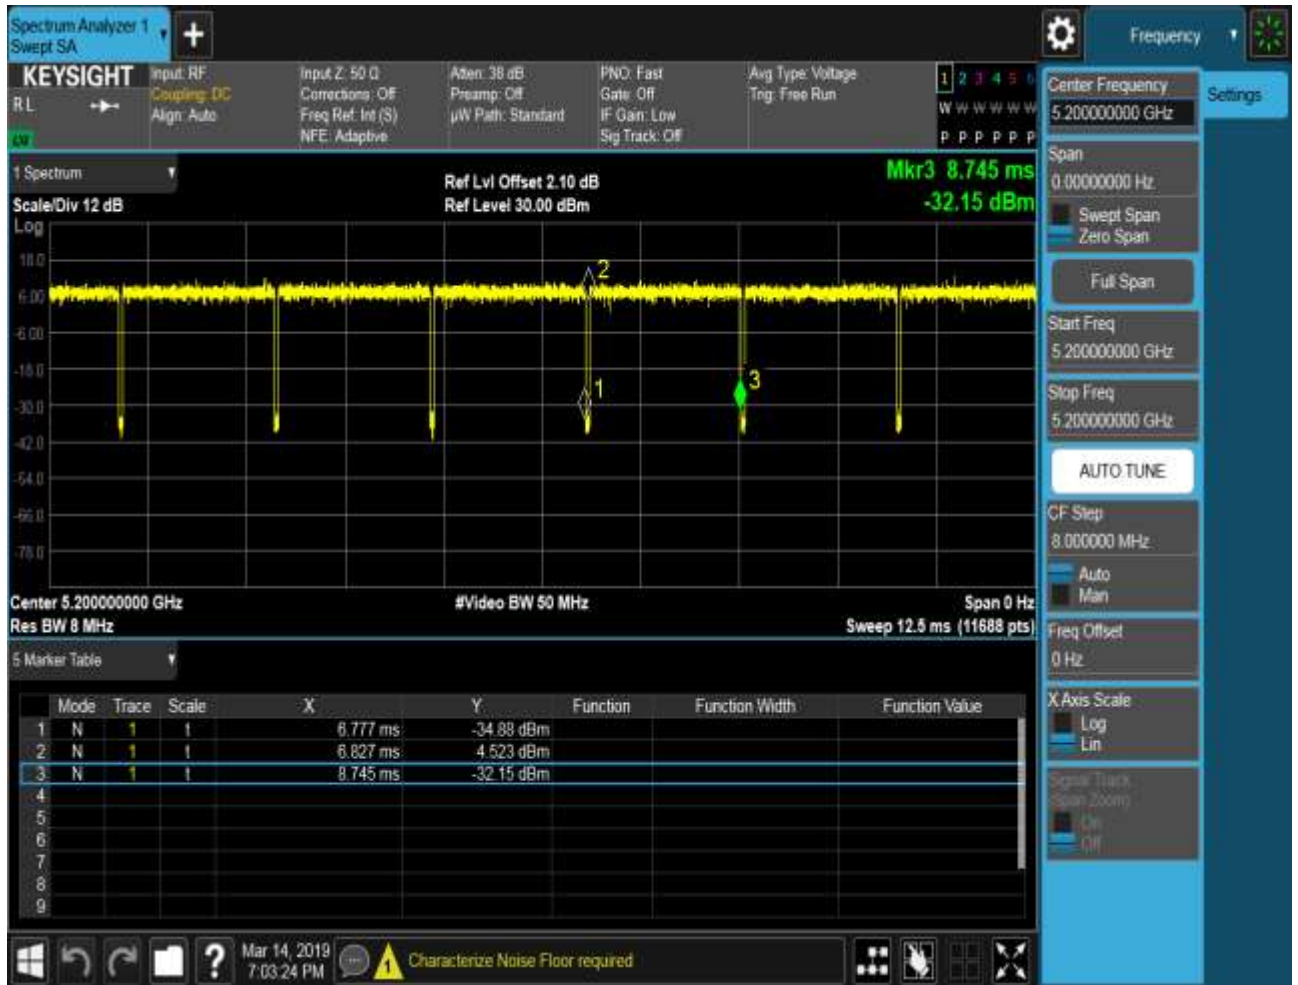 Spectrum Analyzer 1
Swept SA
+
Frequency
KEYSIGHT
RL
Input: RF
Coupling: DC
Align: Auto
Input Z: 50 Ω
Corrections: Off
Freq Ref: Int (S)
NFE: Adaptive
Atten: 38 dB
Preamp: Off
µW Path: Standard
PNO: Fast
Gate: Off
IF Gain: Low
Sig Track: Off
Avg Type: Voltage
Trig: Free Run
1 2 3 4 5 6
W W W W W W
P P P P P P
1 Spectrum
Scale/Div 12 dB
Ref Lvl Offset 2.10 dB
Ref Level 30.00 dBm
Mkr3 8.745 ms
-32.15 dBm
Log
18.0
6.00
-6.00
-18.0
-30.0
-42.0
-54.0
-66.0
-78.0
2
1
3
Center 5.200000000 GHz
#Video BW 50 MHz
Span 0 Hz
Res BW 8 MHz
Sweep 12.5 ms (11688 pts)
5 Marker Table
Mode Trace Scale X Y Function Function Width Function Value
1 N 1 t 6.777 ms -34.88 dBm
2 N 1 t 6.827 ms 4.523 dBm
3 N 1 t 8.745 ms -32.15 dBm
4
5
6
7
8
9
Mar 14, 2019
7:03:24 PM
1
Characterize Noise Floor required
Center Frequency
5.200000000 GHz
Settings
Span
0.00000000 Hz
Swept Span
Zero Span
Full Span
Start Freq
5.200000000 GHz
Stop Freq
5.200000000 GHz
AUTO TUNE
CF Step
8.000000 MHz
Auto
Man
Freq Offset
0 Hz
X Axis Scale
Log
Lin
Signal Track
(Span Zoom)
On
Off